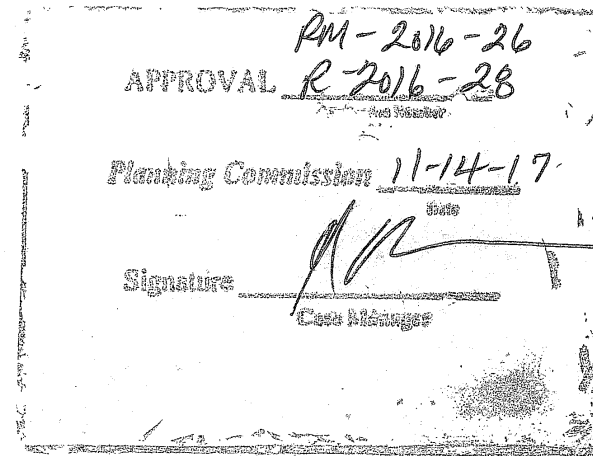 RM-2016-26
APPROVAL R-2016-28
Planning Commission 11-14-17
Date
Signature
Case Manager